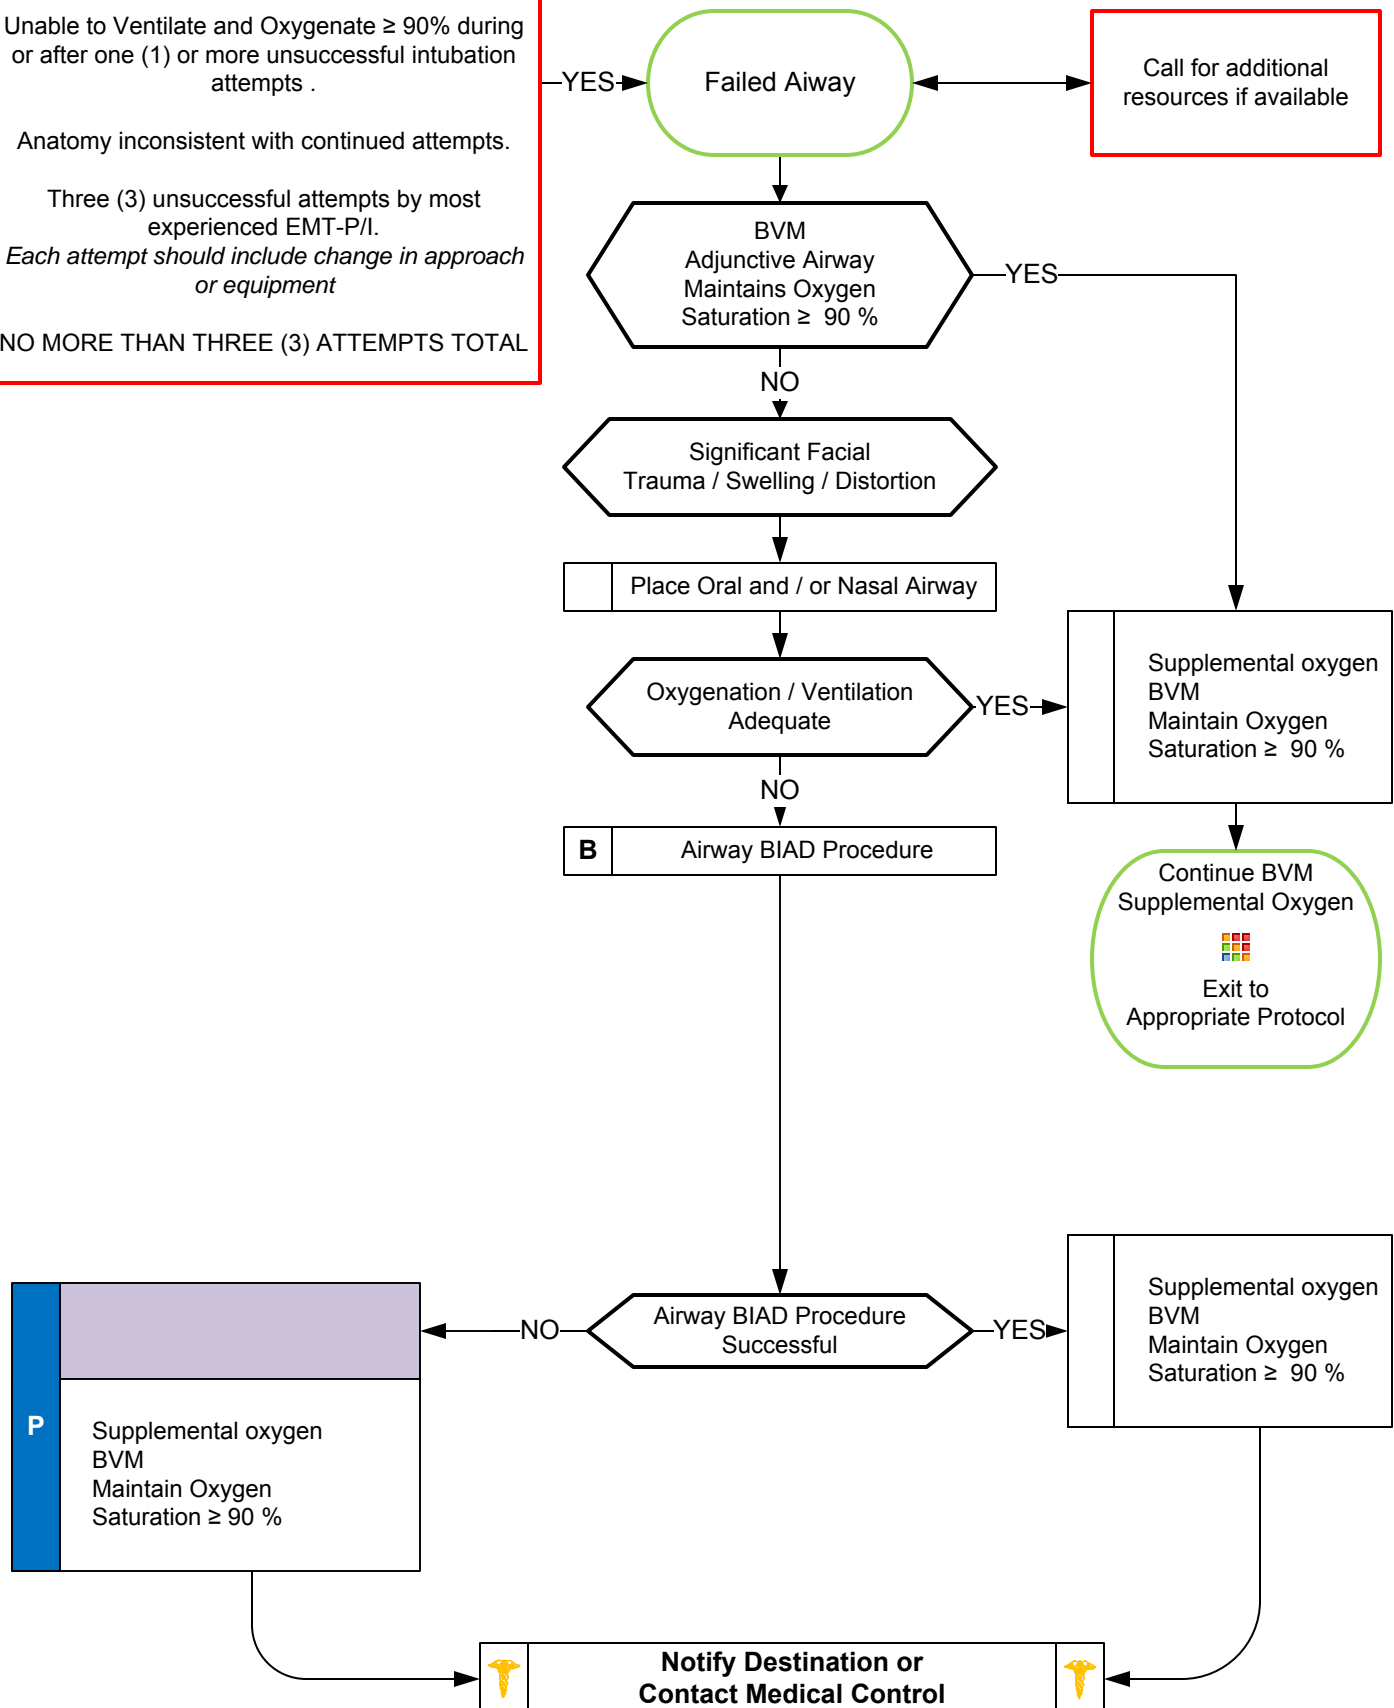 Unable to Ventilate and Oxygenate ≥ 90% during
or after one (1) or more unsuccessful intubation
attempts .
Anatomy inconsistent with continued attempts.
Three (3) unsuccessful attempts by most
experienced EMT-P/I.
Each attempt should include change in approach
or equipment
NO MORE THAN THREE (3) ATTEMPTS TOTAL
YES
Failed Aiway
Call for additional
resources if available
BVM
Adjunctive Airway
Maintains Oxygen
Saturation ≥ 90 %
YES
NO
Significant Facial
Trauma / Swelling / Distortion
Place Oral and / or Nasal Airway
Oxygenation / Ventilation
Adequate
YES
Supplemental oxygen
BVM
Maintain Oxygen
Saturation ≥ 90 %
NO
B
Airway BIAD Procedure
Continue BVM
Supplemental Oxygen
Exit to
Appropriate Protocol
Airway BIAD Procedure
Successful
NO
YES
Supplemental oxygen
BVM
Maintain Oxygen
Saturation ≥ 90 %
P
Supplemental oxygen
BVM
Maintain Oxygen
Saturation ≥ 90 %
Notify Destination or
Contact Medical Control